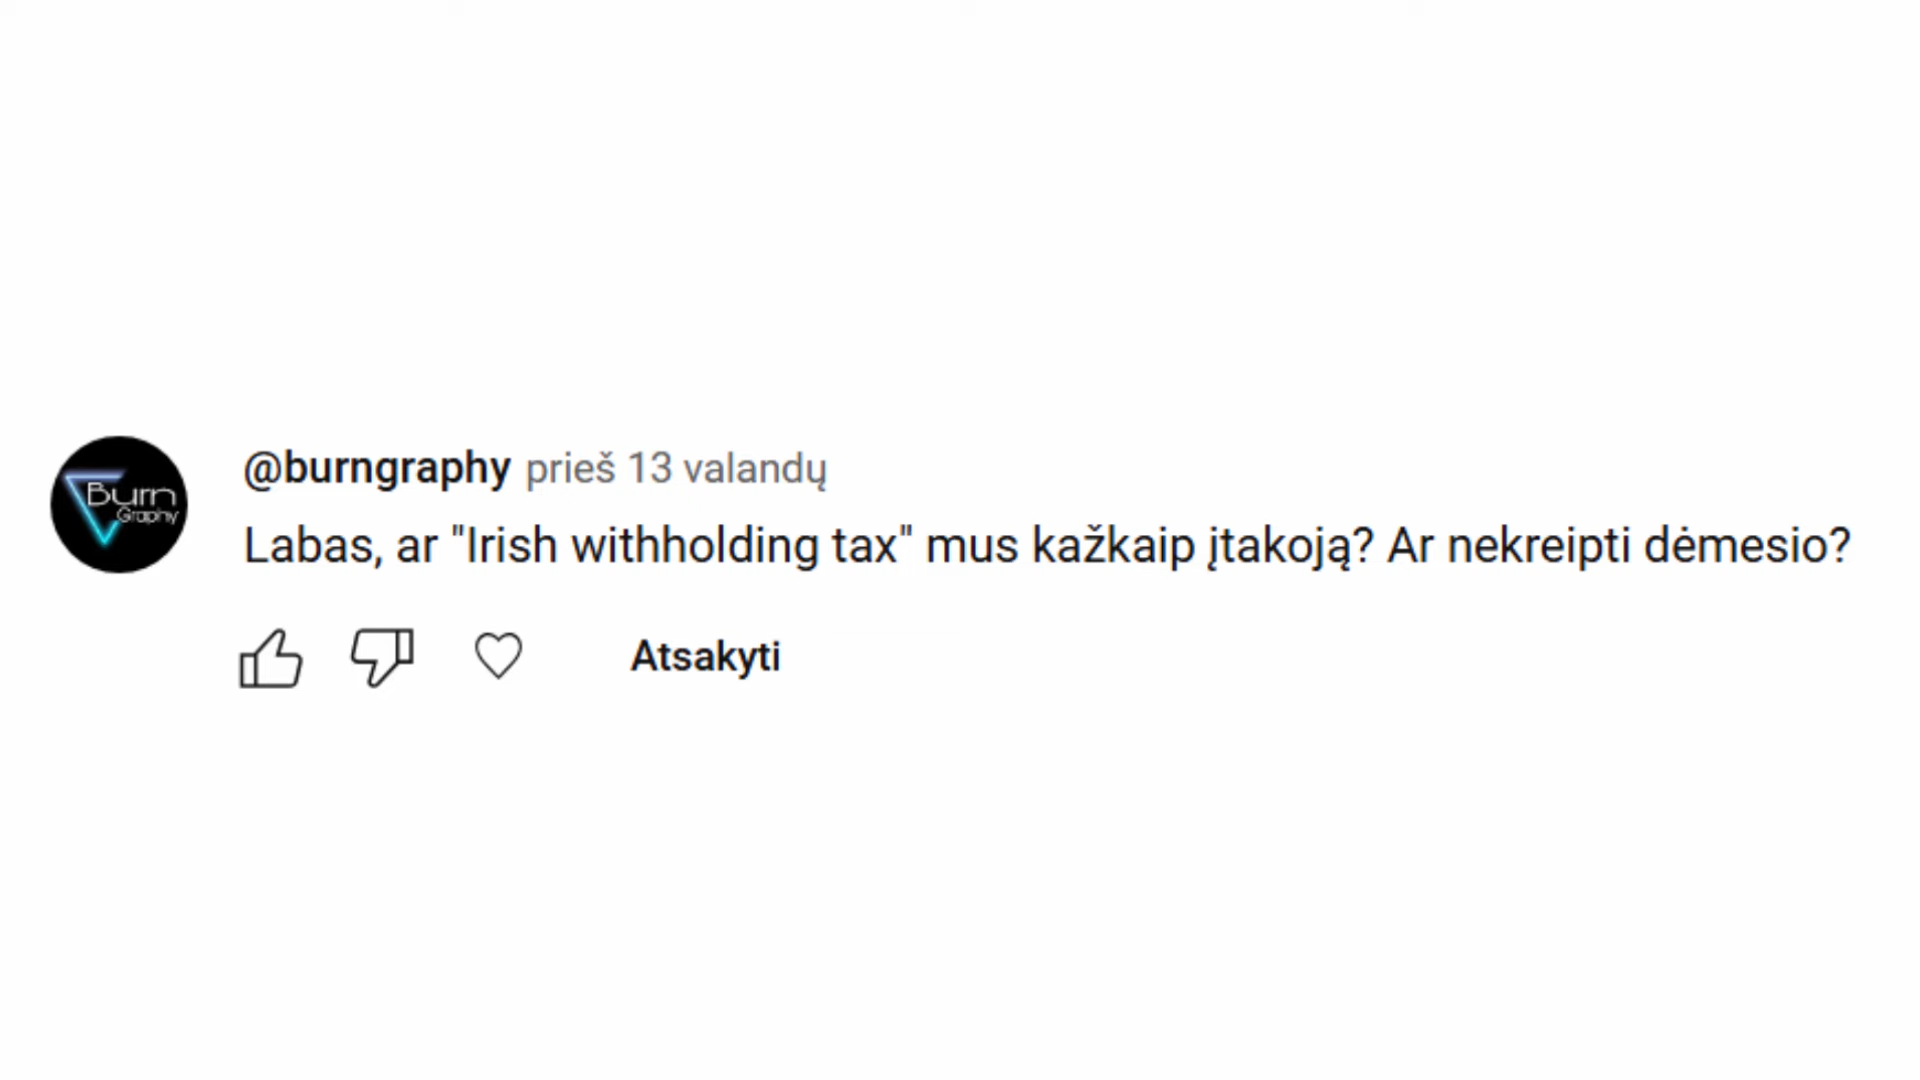 Burn
Graphy
@burngraphy prieš 13 valandų
Labas, ar "Irish withholding tax" mus kažkaip įtakoją? Ar nekreipti dėmesio?
Atsakyti